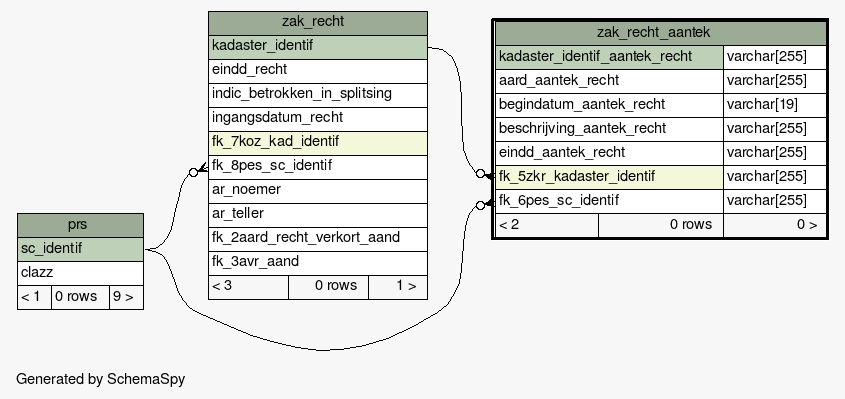 prs
sc_identif
clazz
< 1 0 rows 9 >
zak_recht
kadaster_identif
eindd_recht
indic_betrokken_in_splitsing
ingangsdatum_recht
fk_7koz_kad_identif
fk_8pes_sc_identif
ar_noemer
ar_teller
fk_2aard_recht_verkort_aand
fk_3avr_aand
< 3 0 rows 1 >
zak_recht_aantek
kadaster_identif_aantek_recht varchar[255]
aard_aantek_recht varchar[255]
begindatum_aantek_recht varchar[19]
beschrijving_aantek_recht varchar[255]
eindd_aantek_recht varchar[255]
fk_5zkr_kadaster_identif varchar[255]
fk_6pes_sc_identif varchar[255]
< 2 0 rows 0 >
Generated by SchemaSpy